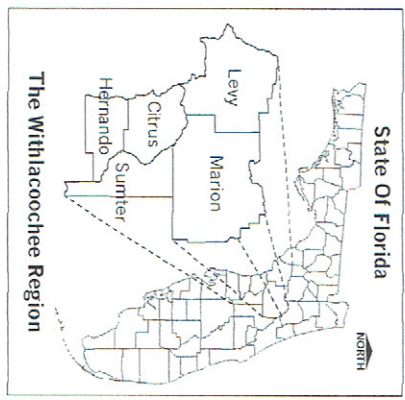 State Of Florida
NORTH
Levy
Marion
Citrus
Hernando
Sumter
The Withlacoochee Region